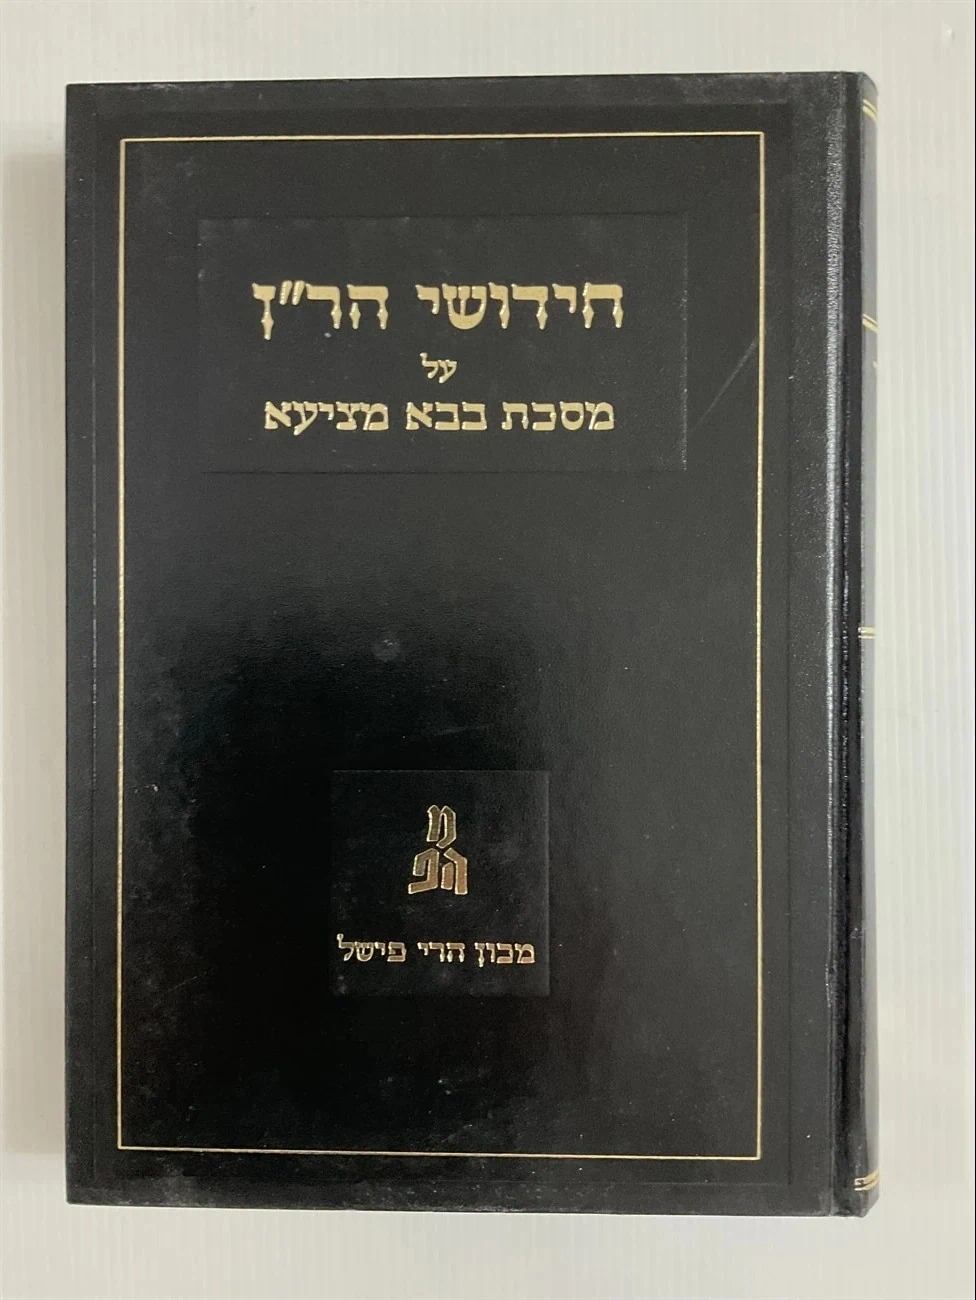 חידושי הר"ן
על
מסכת בבא מציעא
מ
הפ
מכון הרי פישל